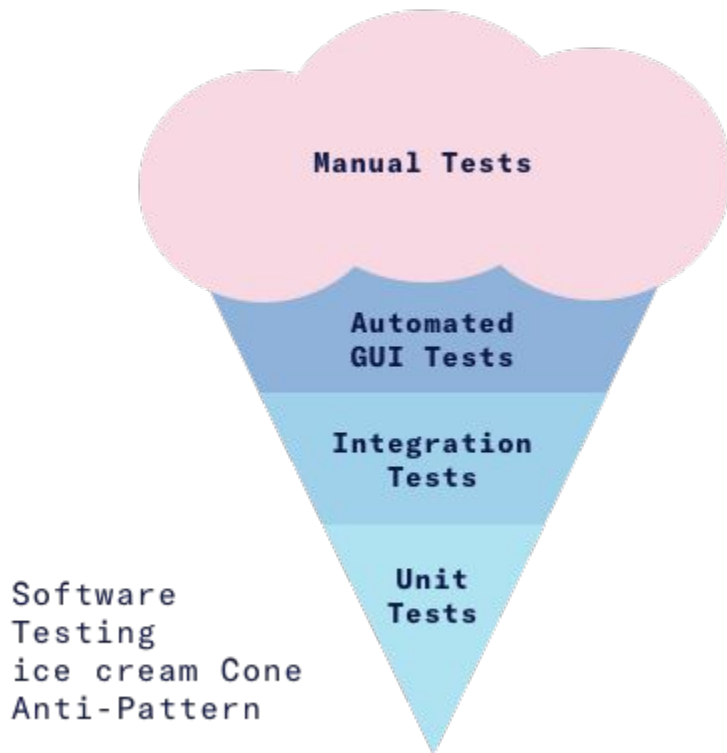 Manual Tests
Automated
GUI Tests
Integration
Tests
Unit
Tests
Software
Testing
ice cream Cone
Anti-Pattern